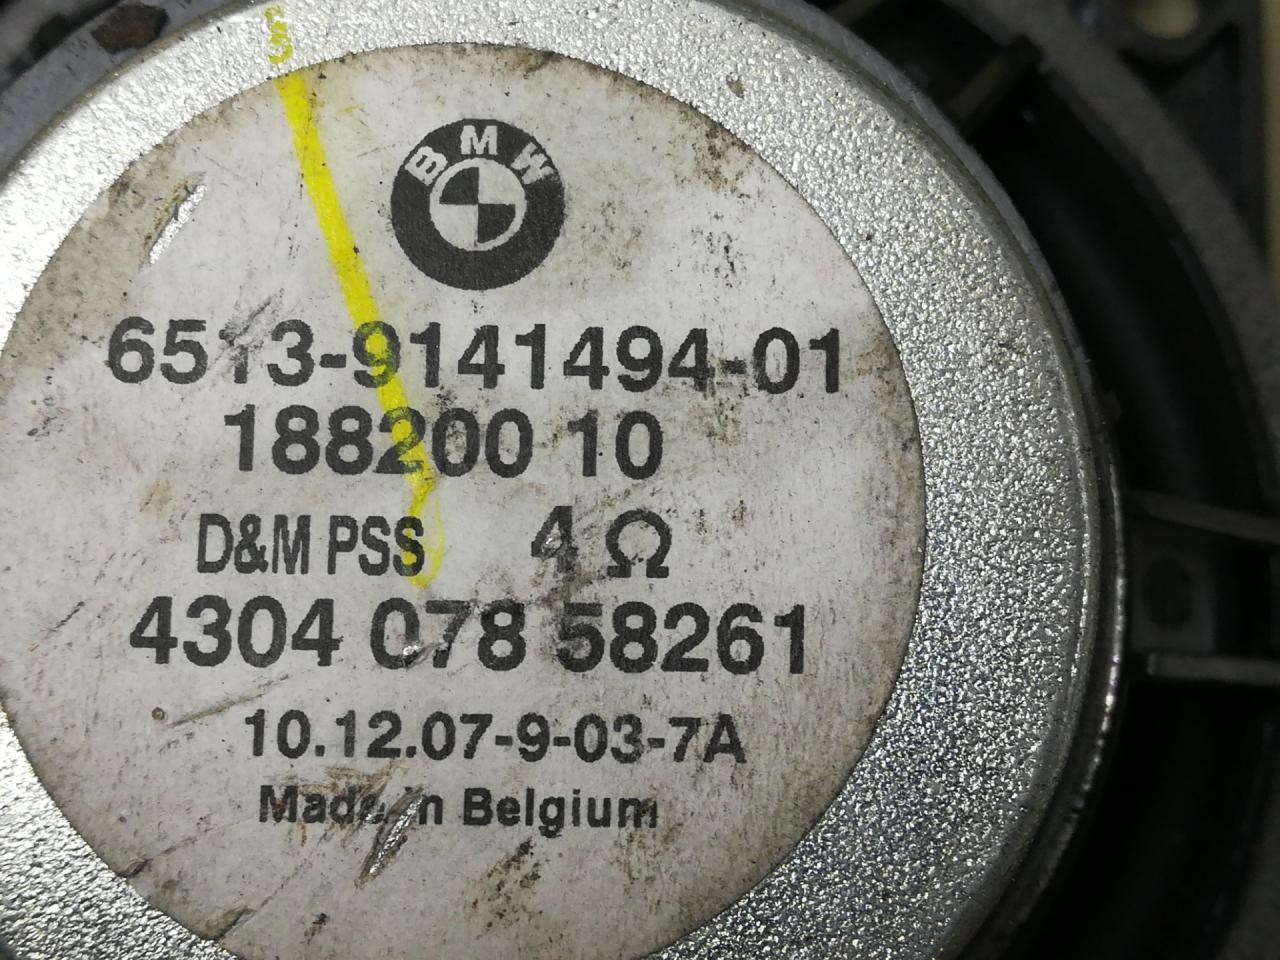 BMW
6513-9141494-01
188200 10
D&M PSS 4 Ω
4304 078 58261
10.12.07-9-03-7A
Made in Belgium